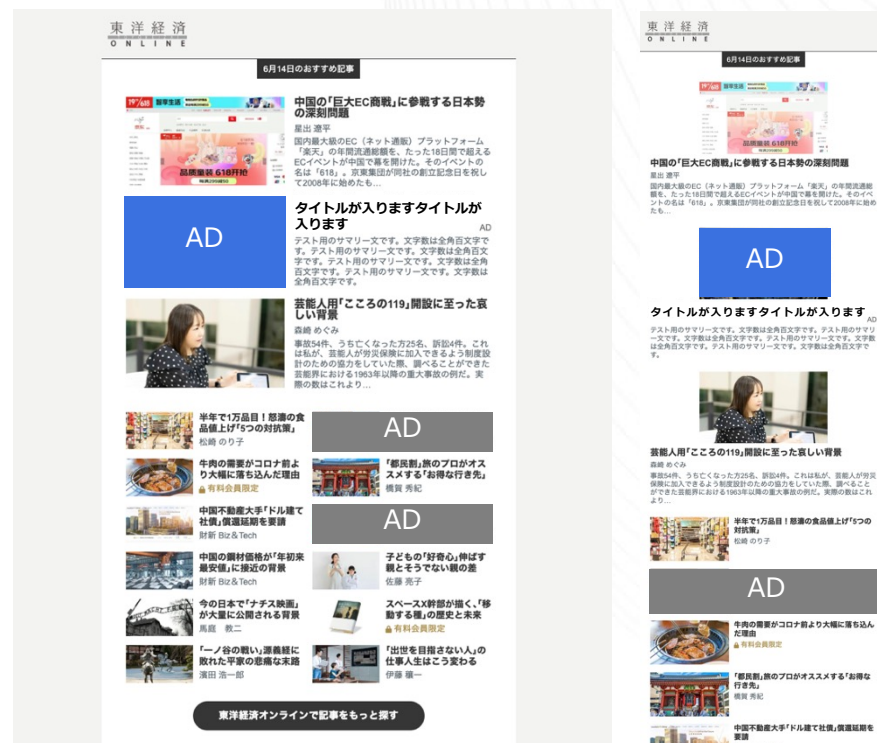 東洋経済
ONLINE
6月14日のおすすめ記事
中国の「巨大EC商戦」に参戦する日本勢
の深刻問題
星出 遼平
国内最大級のEC（ネット通販）プラットフォーム
「楽天」の年間流通総額を、たった18日間で超える
ECイベントが中国で幕を開けた。そのイベントの
名は「618」。京東集団が同社の創立記念日を祝し
て2008年に始めたも...
AD
タイトルが入りますタイトルが
入ります
AD
テスト用のサマリー文です。文字数は全角百文字で
す。テスト用のサマリー文です。文字数は全角百文
字です。テスト用のサマリー文です。文字数は全角
百文字です。テスト用のサマリー文です。文字数は
全角百文字です。
芸能人用「こころの119」開設に至った哀
しい背景
森崎 めぐみ
事故54件、うち亡くなった方25名、訴訟4件。これ
は私が、芸能人が労災保険に加入できるよう制度設
計のための協力をしていた際、調べることができた
芸能界における1963年以降の重大事故の例だ。実
際の数はこれより...
半年で1万品目！怒濤の食
品値上げ「5つの対抗策」
松崎 のり子
AD
牛肉の需要がコロナ前よ
り大幅に落ち込んだ理由
有料会員限定
「都民割」旅のプロがオス
スメする「お得な行き先」
橋賀 秀紀
中国不動産大手「ドル建て
社債」償還延期を要請
財新 Biz＆Tech
AD
中国の鋼材価格が「年初来
最安値」に接近の背景
財新 Biz＆Tech
子どもの「好奇心」伸ばす
親とそうでない親の差
佐藤 亮子
今の日本で「ナチス映画」
が大量に公開される背景
馬庭 教二
スペースX幹部が描く、「移
動する種」の歴史と未来
有料会員限定
「一ノ谷の戦い」源義経に
敗れた平家の悲痛な末路
濱田 浩一郎
「出世を目指さない人」の
仕事人生はこう変わる
伊藤 穰一
東洋経済オンラインで記事をもっと探す
東洋経済
ONLINE
6月14日のおすすめ記事
中国の「巨大EC商戦」に参戦する日本勢の深刻問題
星出 遼平
国内最大級のEC（ネット通販）プラットフォーム「楽天」の年間流通総
額を、たった18日間で超えるECイベントが中国で幕を開けた。そのイベ
ントの名は「618」。京東集団が同社の創立記念日を祝して2008年に始め
たも...
AD
タイトルが入りますタイトルが入ります
AD
テスト用のサマリー文です。文字数は全角百文字です。テスト用のサマリ
ー文です。文字数は全角百文字です。テスト用のサマリー文です。文字数
は全角百文字です。テスト用のサマリー文です。文字数は全角百文字で
す。
芸能人用「こころの119」開設に至った哀しい背景
森崎 めぐみ
事故54件、うち亡くなった方25名、訴訟4件。これは私が、芸能人が労災
保険に加入できるよう制度設計のための協力をしていた際、調べること
ができた芸能界における1963年以降の重大事故の例だ。実際の数はこれ
より...
半年で1万品目！怒濤の食品値上げ「5つの
対抗策」
松崎 のり子
AD
牛肉の需要がコロナ前より大幅に落ち込ん
だ理由
有料会員限定
「都民割」旅のプロがオススメする「お得な
行き先」
橋賀 秀紀
中国不動産大手「ドル建て社債」償還延期を
要請